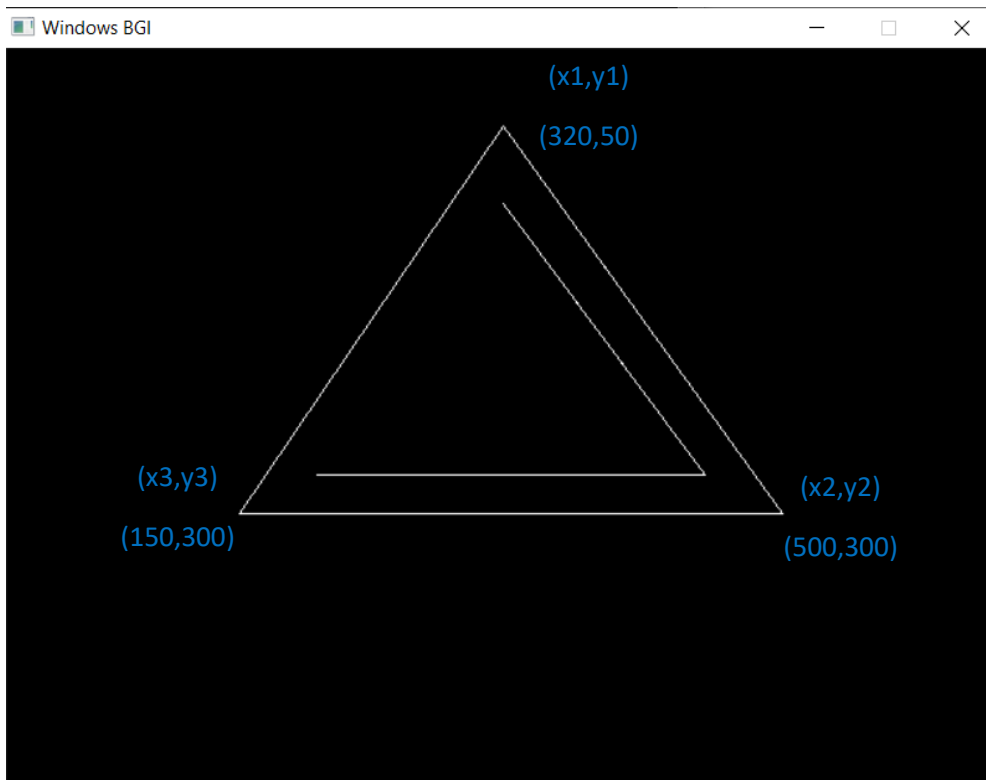 Windows BGI
(x1,y1)
(320,50)
(x3,y3)
(150,300)
(x2,y2)
(500,300)